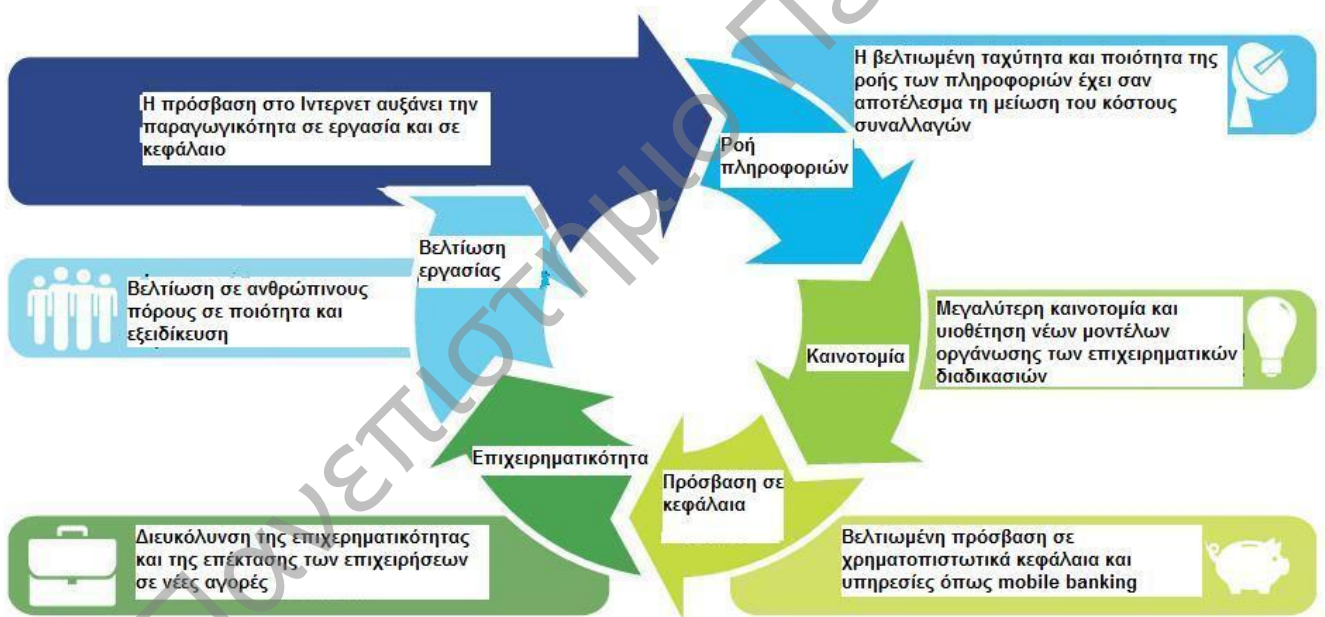 Η πρόσβαση στο Ιντερνετ αυξάνει την
παραγωγικότητα σε εργασία και σε
κεφάλαιο
Η βελτιωμένη ταχύτητα και ποιότητα της
ροής των πληροφοριών έχει σαν
αποτέλεσμα τη μείωση του κόστους
συναλλαγών
Ροή
πληροφοριών
Μεγαλύτερη καινοτομία και
υιοθέτηση νέων μοντέλων
οργάνωσης των επιχειρηματικών
διαδικασιών
Καινοτομία
Βελτιωμένη πρόσβαση σε
χρηματοπιστωτικά κεφάλαια και
υπηρεσίες όπως mobile banking
Πρόσβαση σε
κεφάλαια
Επιχειρηματικότητα
Διευκόλυνση της επιχερηματικότητας
και της επέκτασης των επιχειρήσεων
σε νέες αγορές
Βελτίωση
εργασίας
Βελτίωση σε ανθρώπινους
πόρους σε ποιότητα και
εξειδίκευση
Πανεπιστήμιο